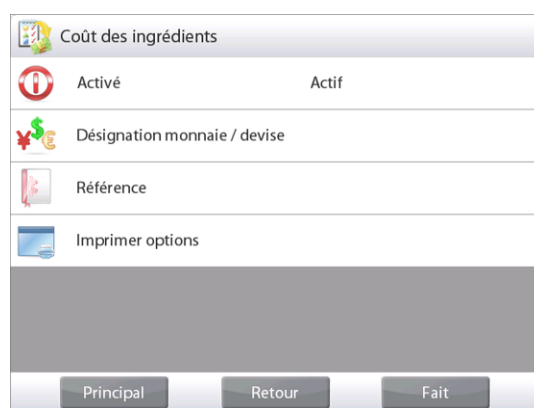 Coût des ingrédients
Activé Actif
Désignation monnaie / devise
Référence
Imprimer options
Principal Retour Fait